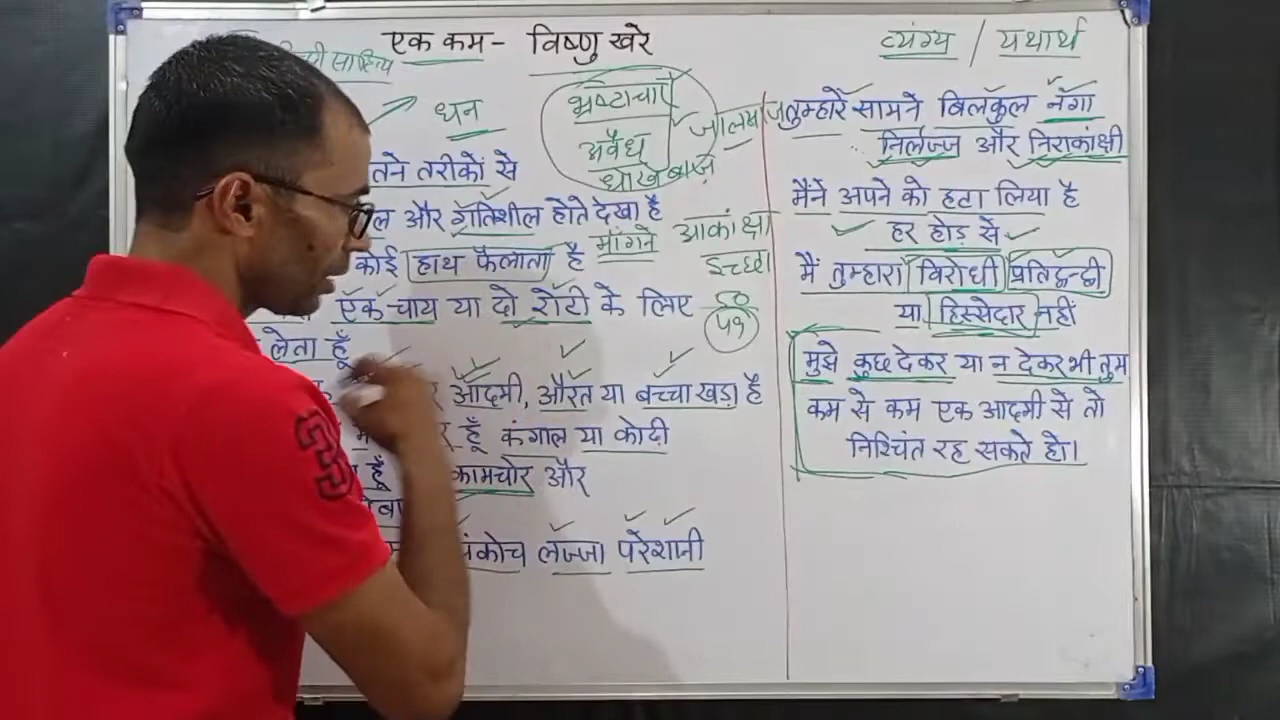 एक कम - विष्णु खरे
व्यंग्य / यथार्थ
साहित्य
धन
भ्रष्टाचार
अवैध
धोखेबाज़
तरीकों से
और गतिशील होते देखा है
मांगने
आकांक्षा
इच्छा
कोई हाथ फैलाता है
एक चाय या दो रोटी के लिए
50
लेता हूँ
आदमी, औरत या बच्चा खड़ा है
हूँ कंगाल या कोढ़ी
हूँ कामचोर और
संकोच लज्जा परेशानी
तुम्हारे सामने बिलकुल नंगा
निर्लज्ज और निराकांक्षी
मैंने अपने को हटा लिया है
हर होड़ से
मैं तुम्हारा विरोधी प्रतिद्वन्द्वी
या हिस्सेदार नहीं
मुझे कुछ देकर या न देकर भी तुम
कम से कम एक आदमी से तो
निश्चिंत रह सकते हो।